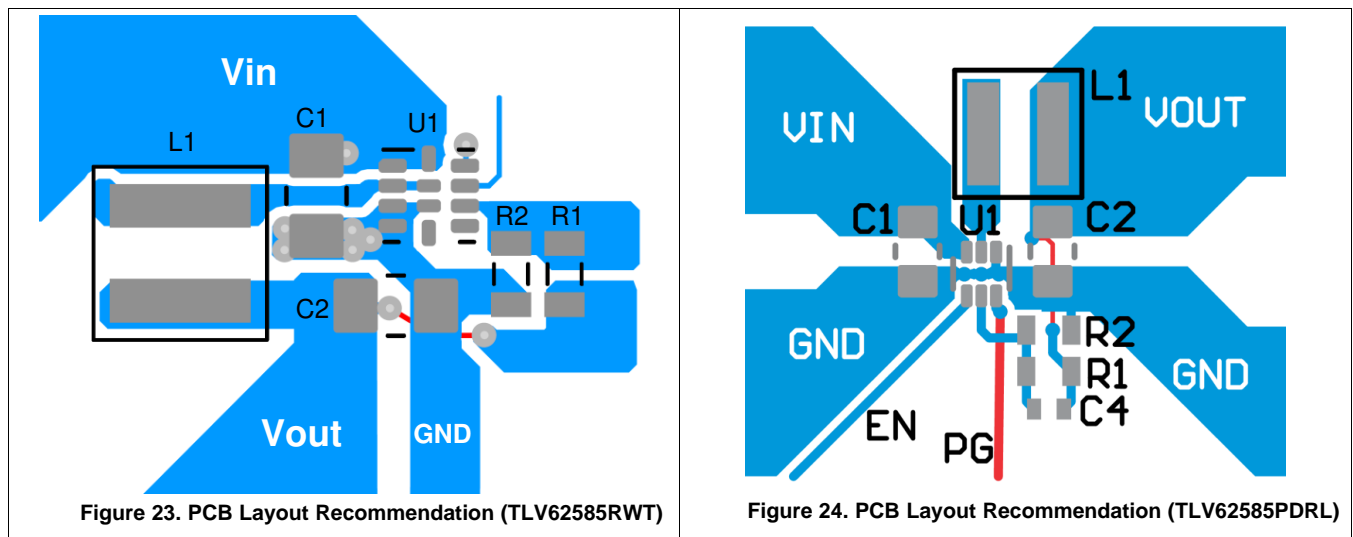 Vin
C1
U1
L1
R2 R1
C2
Vout
GND
Figure 23. PCB Layout Recommendation (TLV62585RWT)
L1
VIN
VOUT
C1
U1
C2
GND
R2
R1
GND
C4
EN
PG
Figure 24. PCB Layout Recommendation (TLV62585PDRL)